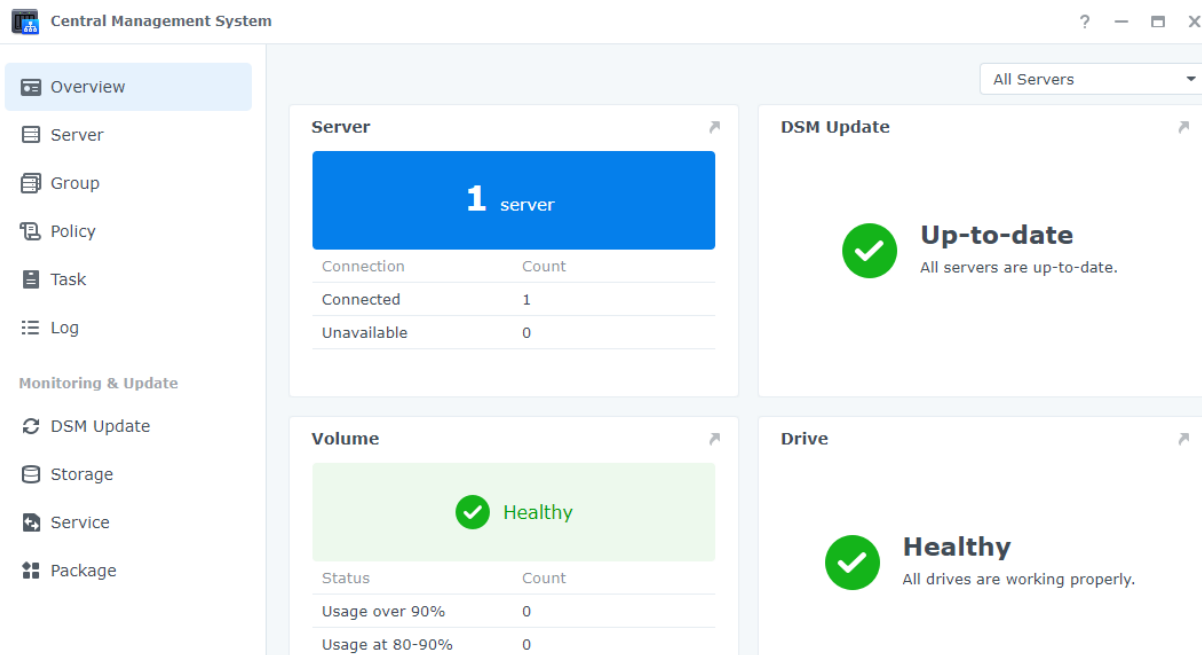 Central Management System
?
Overview
Server
Group
Policy
Task
Log
Monitoring & Update
DSM Update
Storage
Service
Package
All Servers
Server
1 server
Connection Count
Connected 1
Unavailable 0
DSM Update
Up-to-date
All servers are up-to-date.
Volume
Healthy
Status Count
Usage over 90% 0
Usage at 80-90% 0
Drive
Healthy
All drives are working properly.